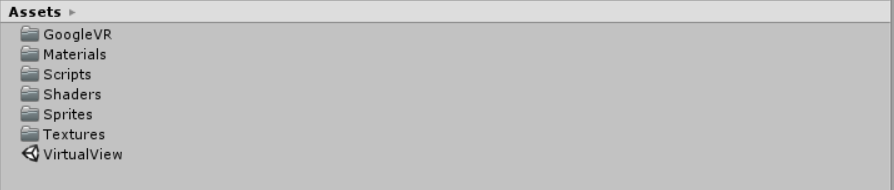 Assets
GoogleVR
Materials
Scripts
Shaders
Sprites
Textures
VirtualView